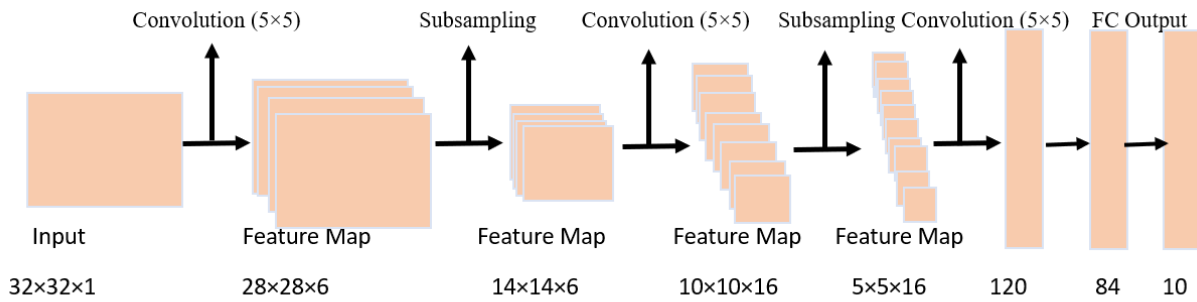 Convolution (5×5) Subsampling Convolution (5×5) Subsampling Convolution (5×5) FC Output
Input Feature Map Feature Map Feature Map Feature Map
32×32×1 28×28×6 14×14×6 10×10×16 5×5×16 120 84 10